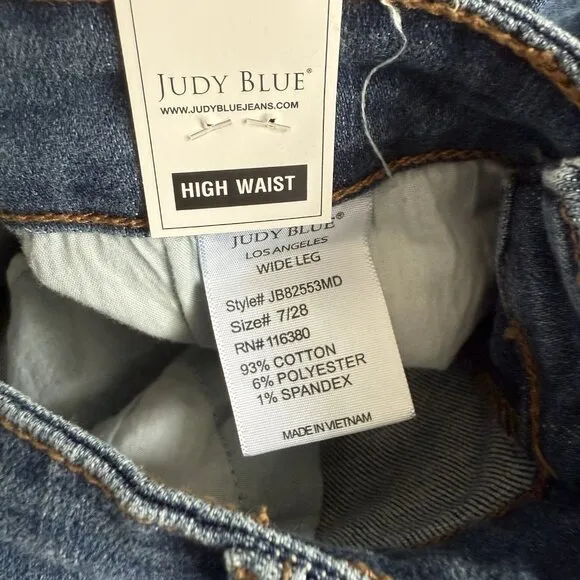 JUDY BLUE®
WWW.JUDYBLUEJEANS.COM
HIGH WAIST
JUDY BLUE®
LOS ANGELES
WIDE LEG
Style# JB82553MD
Size# 7/28
RN# 116380
93% COTTON
6% POLYESTER
1% SPANDEX
MADE IN VIETNAM